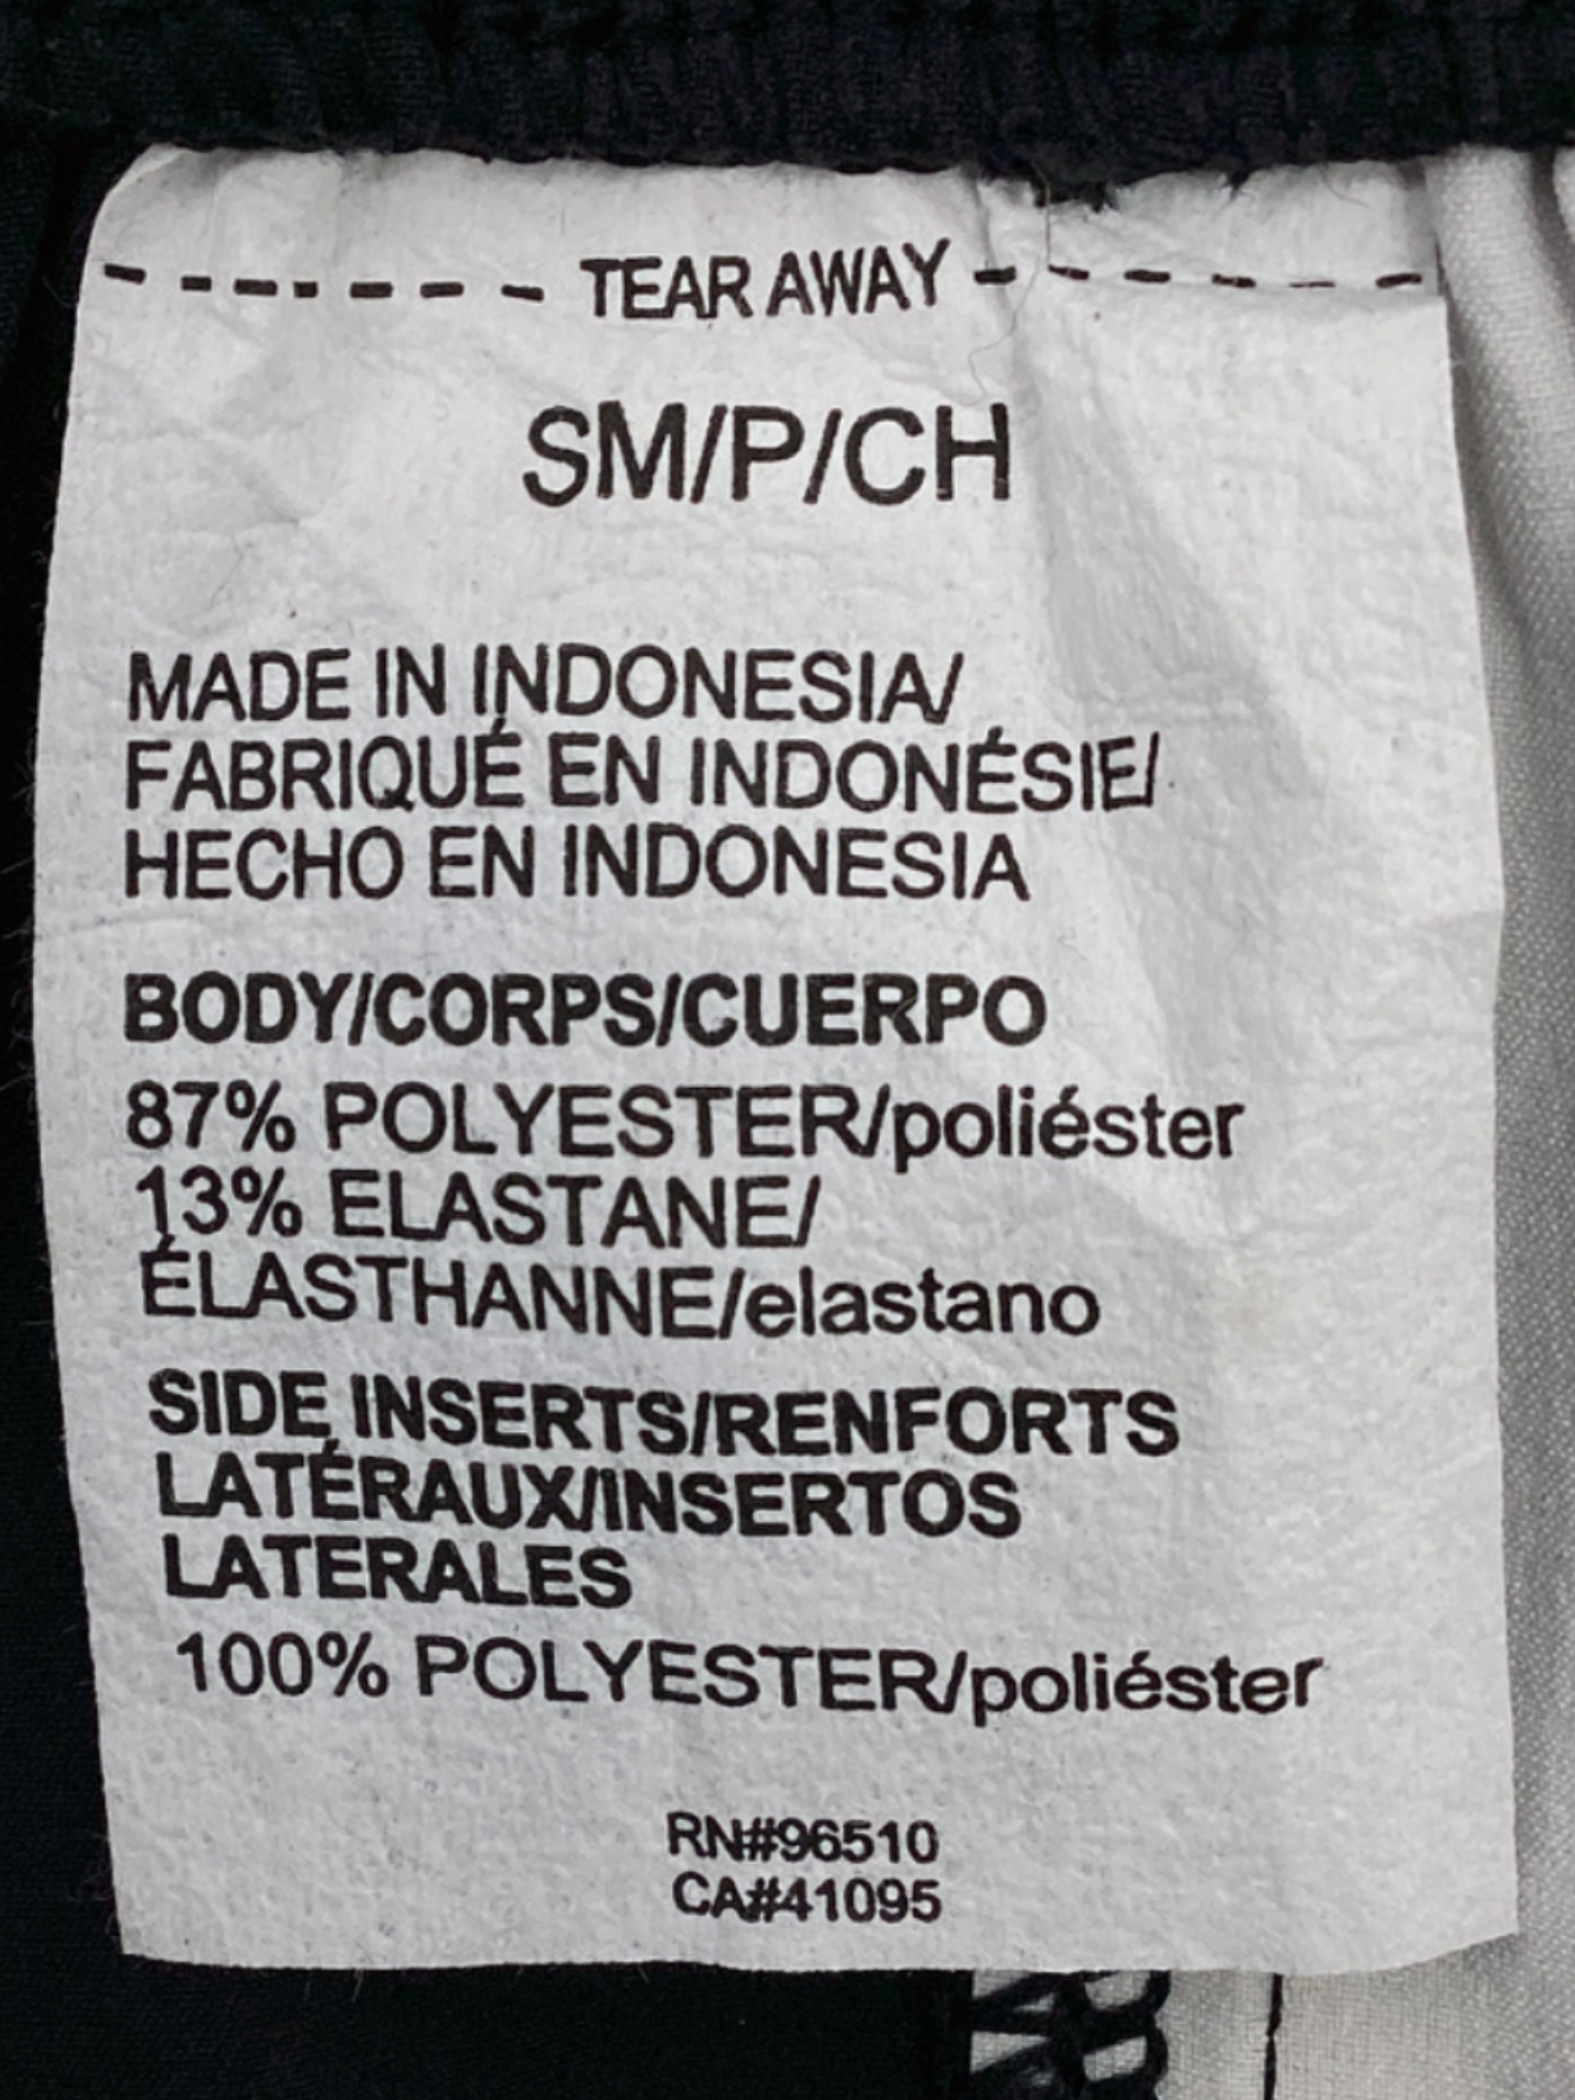 ------- TEAR AWAY ------
SM/P/CH
MADE IN INDONESIA/
FABRIQUÉ EN INDONÉSIE/
HECHO EN INDONESIA
BODY/CORPS/CUERPO
87% POLYESTER/poliéster
13% ELASTANE/
ÉLASTHANNE/elastano
SIDE INSERTS/RENFORTS
LATÉRAUX/INSERTOS
LATERALES
100% POLYESTER/poliéster
RN#96510
CA#41095